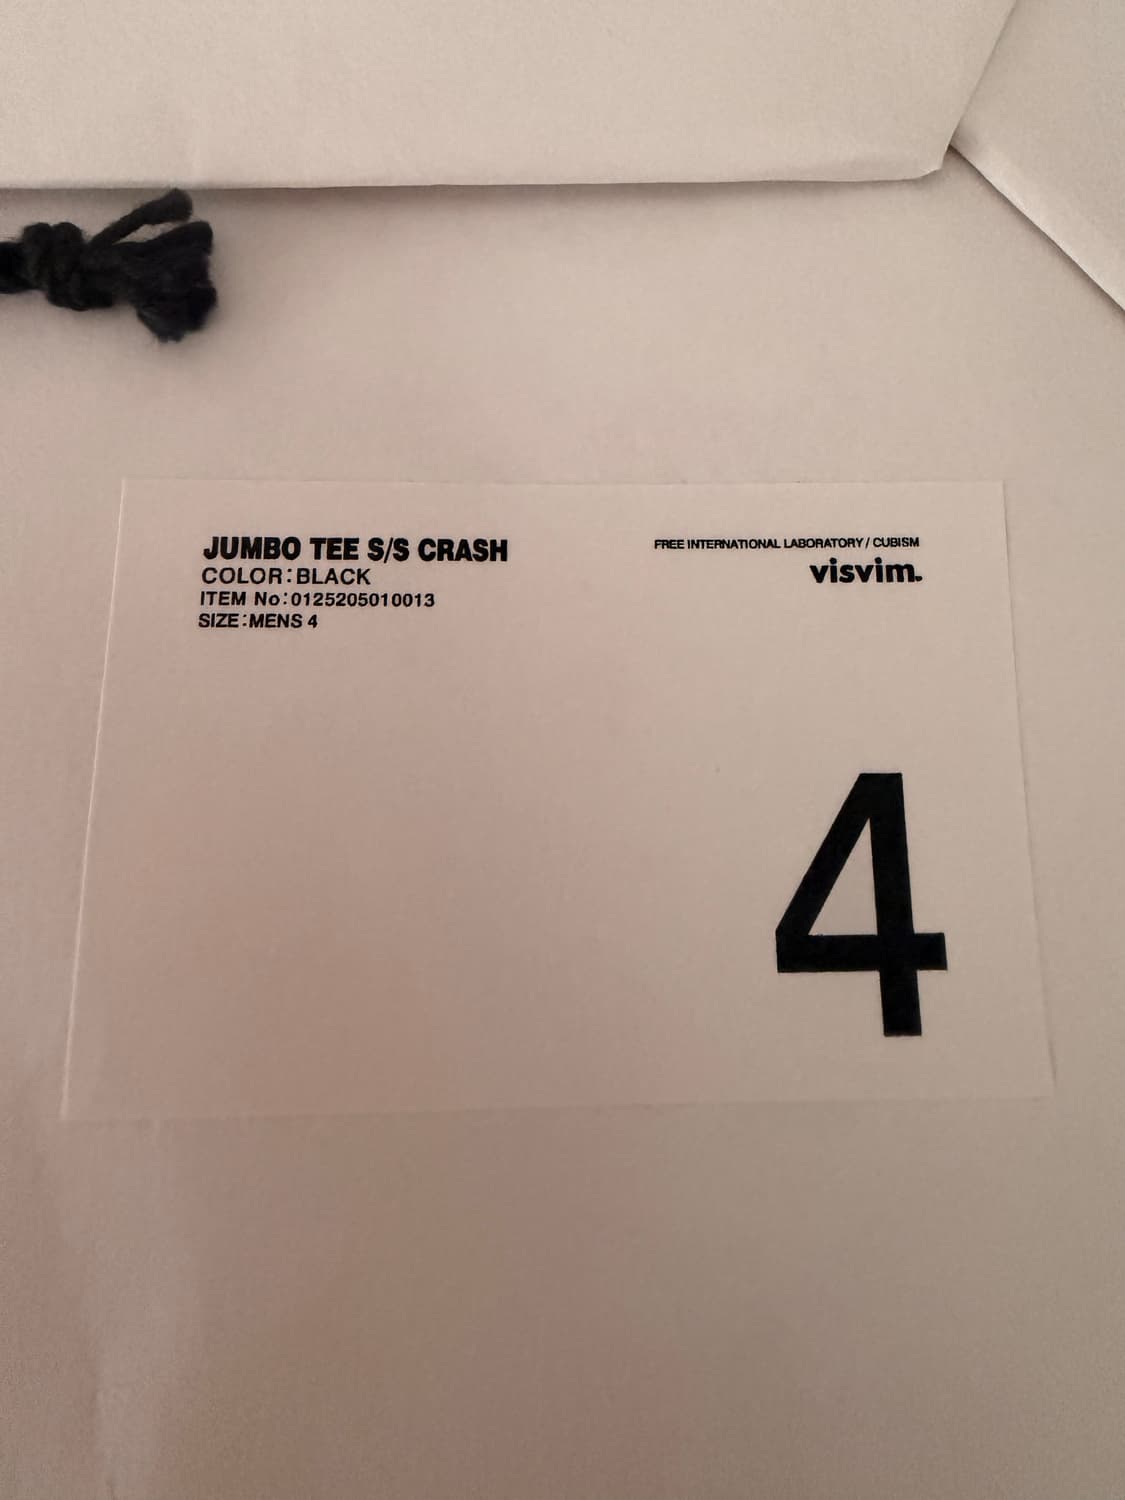 JUMBO TEE S/S CRASH
COLOR:BLACK
ITEM No:0125205010013
SIZE:MENS 4
FREE INTERNATIONAL LABORATORY / CUBISM
visvim.
4